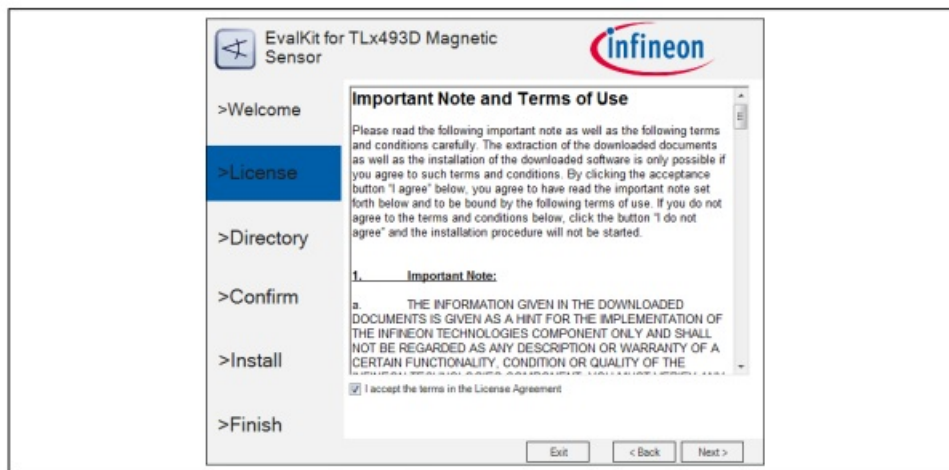 EvalKit for TLx493D Magnetic
Sensor
infineon
>Welcome
>License
>Directory
>Confirm
>Install
>Finish
Important Note and Terms of Use
Please read the following important note as well as the following terms
and conditions carefully. The extraction of the downloaded documents
as well as the installation of the downloaded software is only possible if
you agree to such terms and conditions. By clicking the acceptance
button "I agree" below, you agree to have read the important note set
forth below and to be bound by the following terms of use. If you do not
agree to the terms and conditions below, click the button "I do not
agree" and the installation procedure will not be started.
1. Important Note:
a. THE INFORMATION GIVEN IN THE DOWNLOADED
DOCUMENTS IS GIVEN AS A HINT FOR THE IMPLEMENTATION OF
THE INFINEON TECHNOLOGIES COMPONENT ONLY AND SHALL
NOT BE REGARDED AS ANY DESCRIPTION OR WARRANTY OF A
CERTAIN FUNCTIONALITY, CONDITION OR QUALITY OF THE
INFINEON TECHNOLOGIES COMPONENT. YOU MUST VERIFY ANY
I accept the terms in the License Agreement
Exit
< Back
Next >